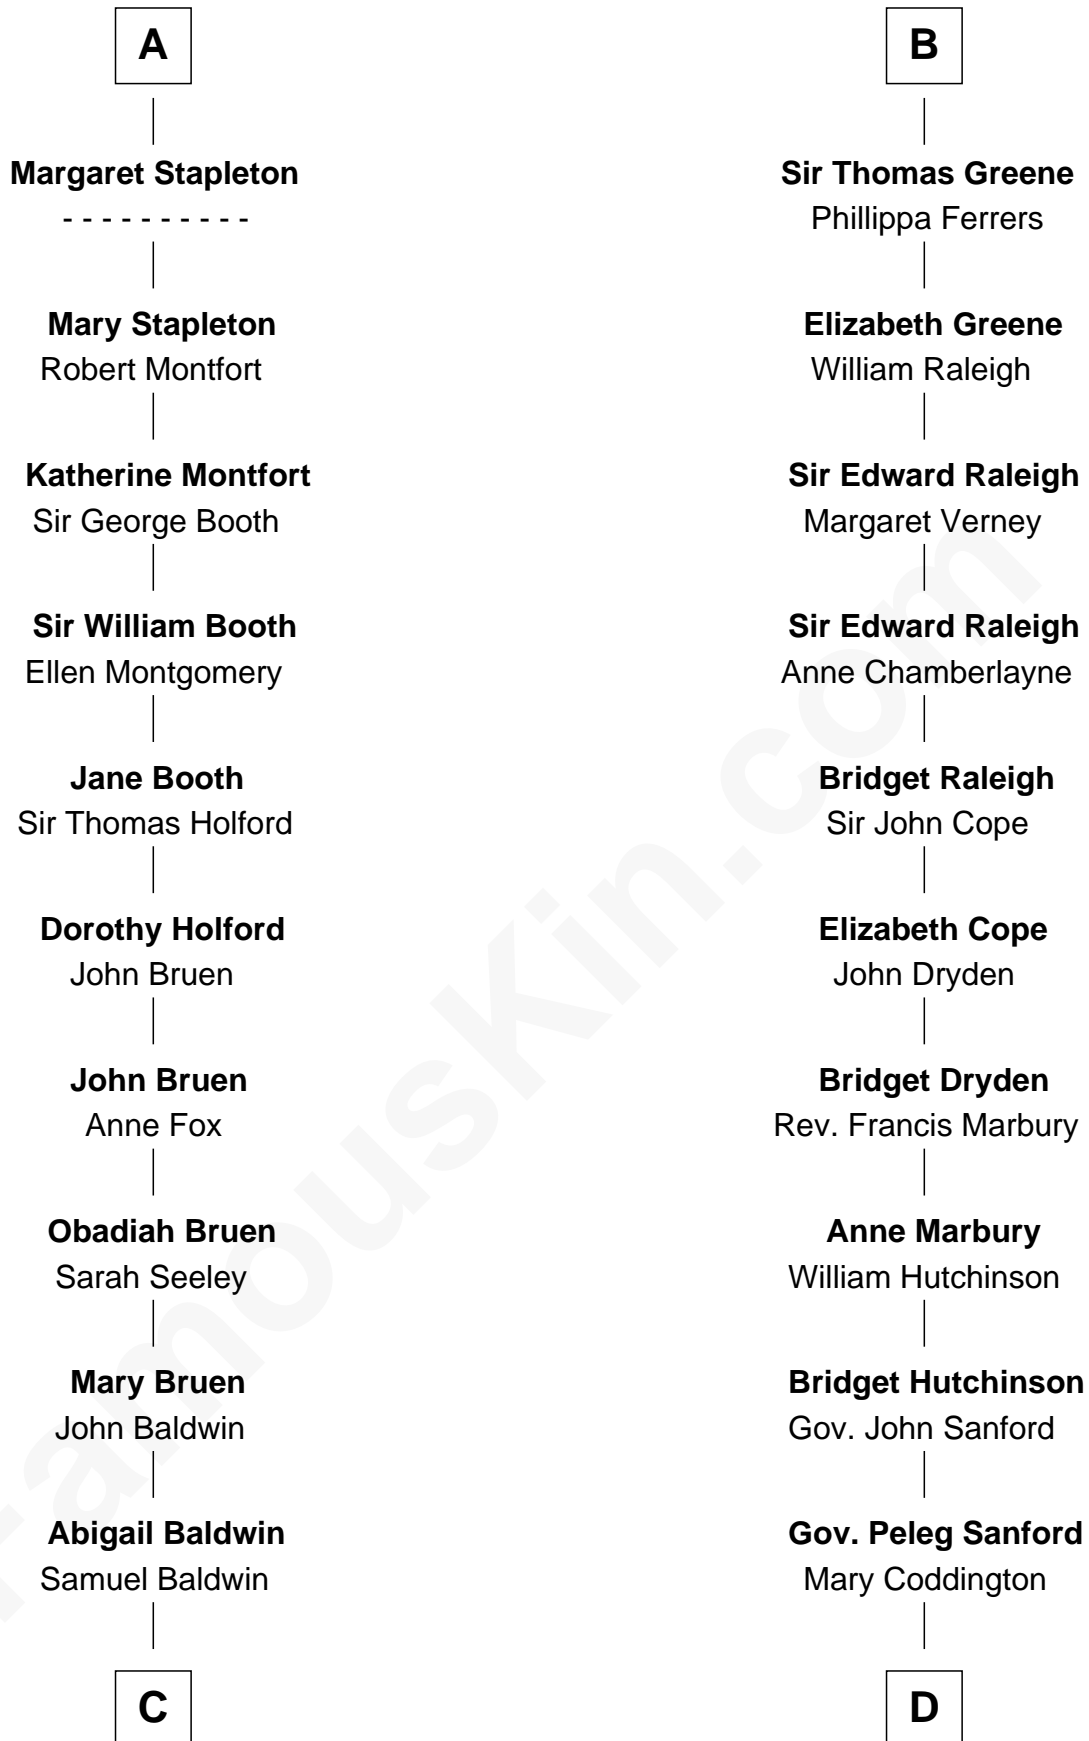 A
Margaret Stapleton
- - - - - - - - - -
Mary Stapleton
Robert Montfort
Katherine Montfort
Sir George Booth
Sir William Booth
Ellen Montgomery
Jane Booth
Sir Thomas Holford
Dorothy Holford
John Bruen
John Bruen
Anne Fox
Obadiah Bruen
Sarah Seeley
Mary Bruen
John Baldwin
Abigail Baldwin
Samuel Baldwin
C
B
Sir Thomas Greene
Phillippa Ferrers
Elizabeth Greene
William Raleigh
Sir Edward Raleigh
Margaret Verney
Sir Edward Raleigh
Anne Chamberlayne
Bridget Raleigh
Sir John Cope
Elizabeth Cope
John Dryden
Bridget Dryden
Rev. Francis Marbury
Anne Marbury
William Hutchinson
Bridget Hutchinson
Gov. John Sanford
Gov. Peleg Sanford
Mary Coddington
D
FamousKin.com